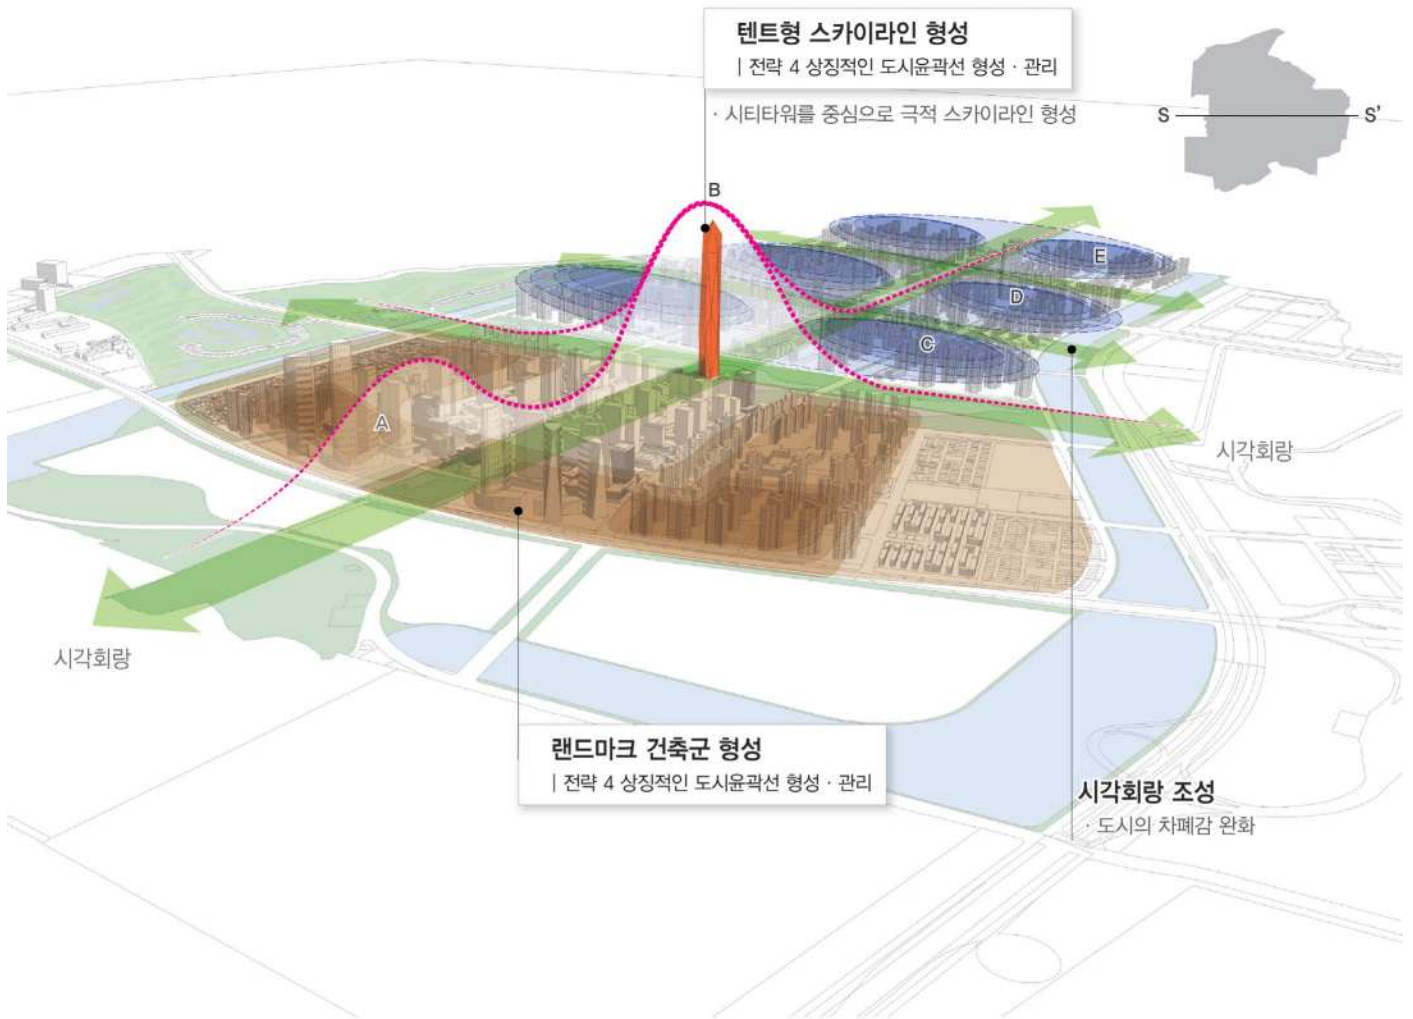 텐트형 스카이라인 형성
| 전략 4 상징적인 도시윤곽선 형성 · 관리
· 시티타워를 중심으로 극적 스카이라인 형성
S S'
B
E
D
C
A
시각회랑
시각회랑
랜드마크 건축군 형성
| 전략 4 상징적인 도시윤곽선 형성 · 관리
시각회랑 조성
· 도시의 차폐감 완화